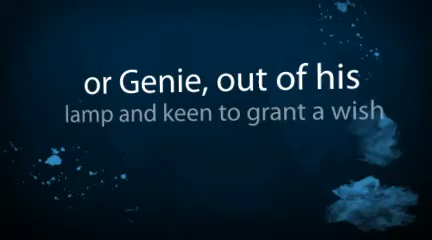 or Genie, out of his
lamp and keen to grant a wish